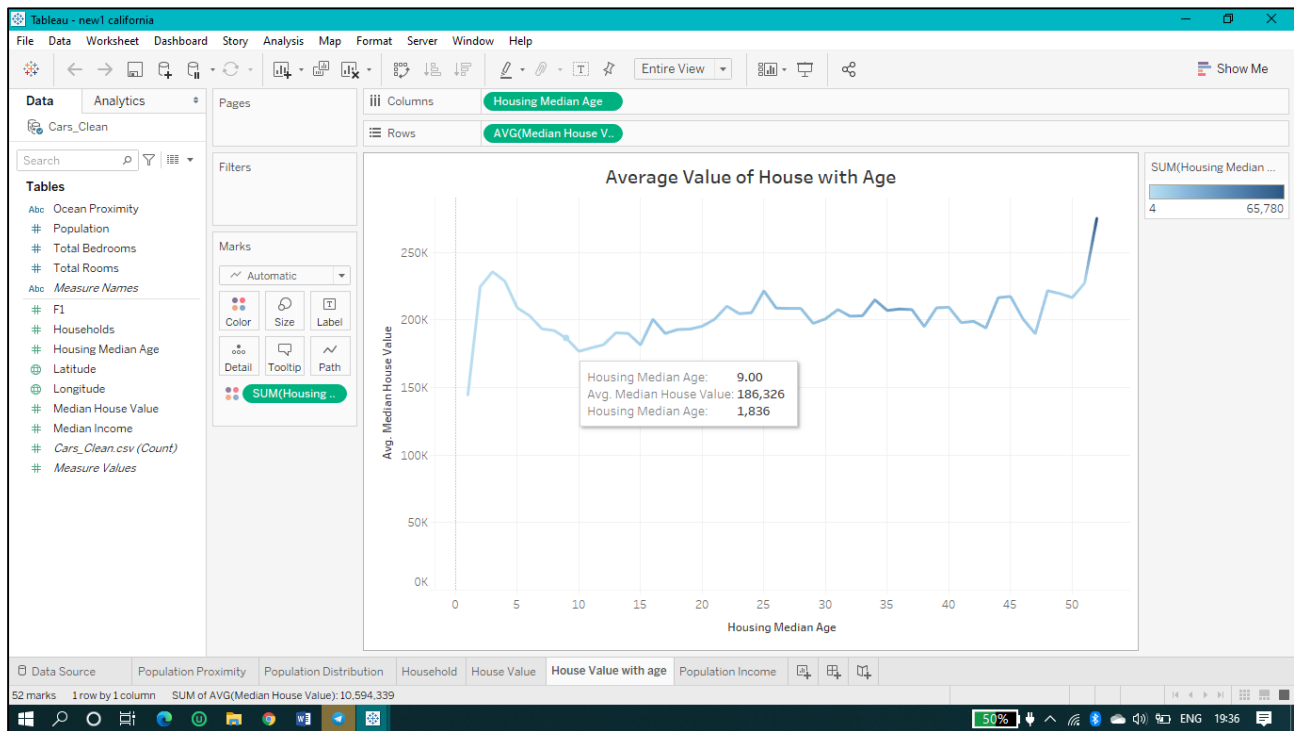 Tableau - new1 california
File Data Worksheet Dashboard Story Analysis Map Format Server Window Help
Entire View
Show Me
Data Analytics
Cars_Clean
Search
Tables
Abc Ocean Proximity
# Population
# Total Bedrooms
# Total Rooms
Abc Measure Names
# F1
# Households
# Housing Median Age
Latitude
Longitude
# Median House Value
# Median Income
# Cars_Clean.csv (Count)
# Measure Values
Pages
Filters
Marks
Automatic
Color Size Label
Detail Tooltip Path
SUM(Housing ..
Columns Housing Median Age
Rows AVG(Median House V..
Average Value of House with Age
Avg. Median House Value
250K
200K
150K
100K
50K
0K
Housing Median Age: 9.00
Avg. Median House Value: 186,326
Housing Median Age: 1,836
0 5 10 15 20 25 30 35 40 45 50
Housing Median Age
SUM(Housing Median ...
4 65,780
Data Source Population Proximity Population Distribution Household House Value House Value with age Population Income
52 marks 1 row by 1 column SUM of AVG(Median House Value): 10,594,339
50% ENG 19:36